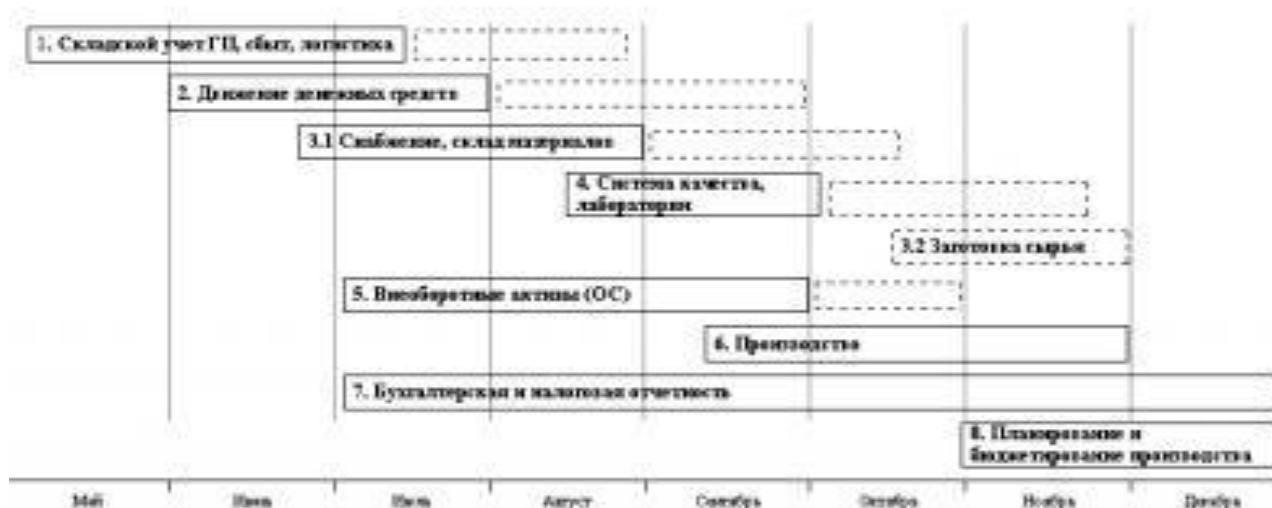 1. Складской учет ГП, сбыт, логистика
2. Движение денежных средств
3.1 Снабжение, склад материалов
4. Система качества,
лаборатории
3.2 Заготовка сырья
5. Внеоборотные активы (ОС)
6. Производство
7. Бухгалтерская и налоговая отчетность
8. Планирование и
бюджетирование производства
Май Июнь Июль Август Сентябрь Октябрь Ноябрь Декабрь